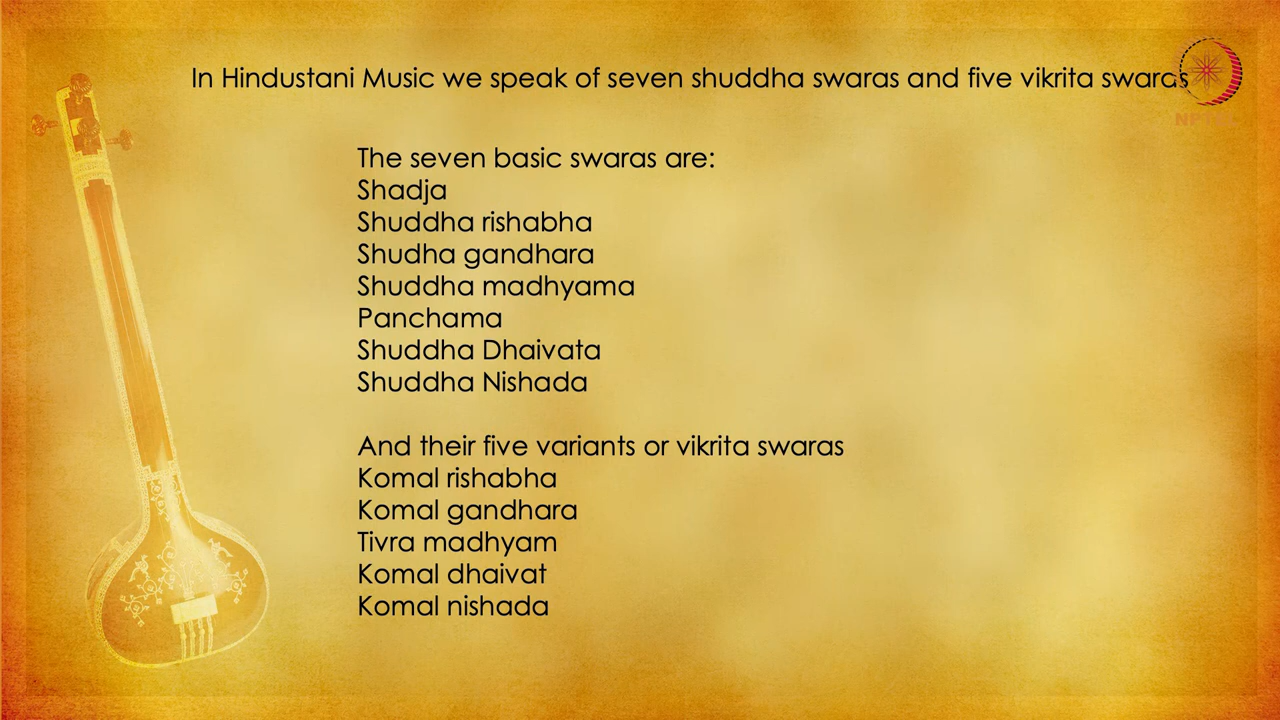 In Hindustani Music we speak of seven shuddha swaras and five vikrita swaras
NPTEL
The seven basic swaras are:
Shadja
Shuddha rishabha
Shudha gandhara
Shuddha madhyama
Panchama
Shuddha Dhaivata
Shuddha Nishada
And their five variants or vikrita swaras
Komal rishabha
Komal gandhara
Tivra madhyam
Komal dhaivat
Komal nishada